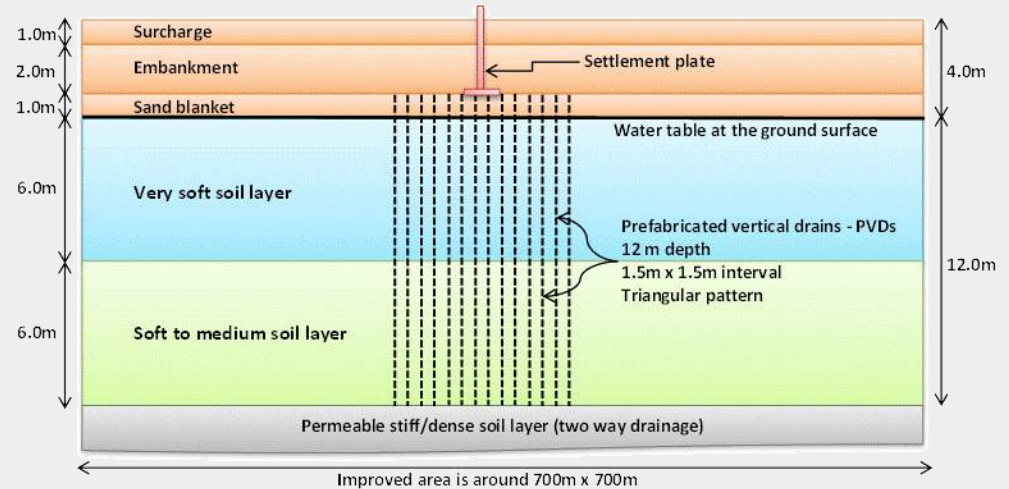 1.0m
Surcharge
2.0m
Embankment
Settlement plate
4.0m
1.0m
Sand blanket
Water table at the ground surface
6.0m
Very soft soil layer
Prefabricated vertical drains - PVDs
12 m depth
1.5m x 1.5m interval
Triangular pattern
12.0m
6.0m
Soft to medium soil layer
Permeable stiff/dense soil layer (two way drainage)
Improved area is around 700m x 700m